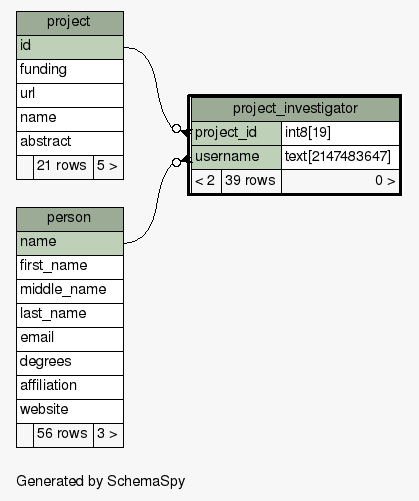 project
id
funding
url
name
abstract
21 rows 5 >
project_investigator
project_id int8[19]
username text[2147483647]
< 2 39 rows 0 >
person
name
first_name
middle_name
last_name
email
degrees
affiliation
website
56 rows 3 >
Generated by SchemaSpy